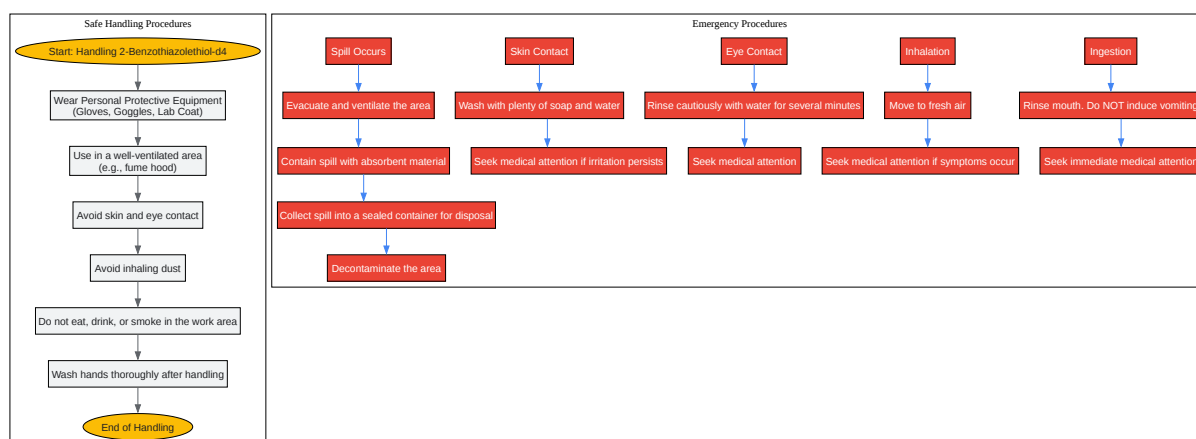 Safe Handling Procedures
Start: Handling 2-Benzothiazolethiol-d4
Wear Personal Protective Equipment
(Gloves, Goggles, Lab Coat)
Use in a well-ventilated area
(e.g., fume hood)
Avoid skin and eye contact
Avoid inhaling dust
Do not eat, drink, or smoke in the work area
Wash hands thoroughly after handling
End of Handling
Emergency Procedures
Spill Occurs
Evacuate and ventilate the area
Contain spill with absorbent material
Collect spill into a sealed container for disposal
Decontaminate the area
Skin Contact
Wash with plenty of soap and water
Seek medical attention if irritation persists
Eye Contact
Rinse cautiously with water for several minutes
Seek medical attention
Inhalation
Move to fresh air
Seek medical attention if symptoms occur
Ingestion
Rinse mouth. Do NOT induce vomiting
Seek immediate medical attention